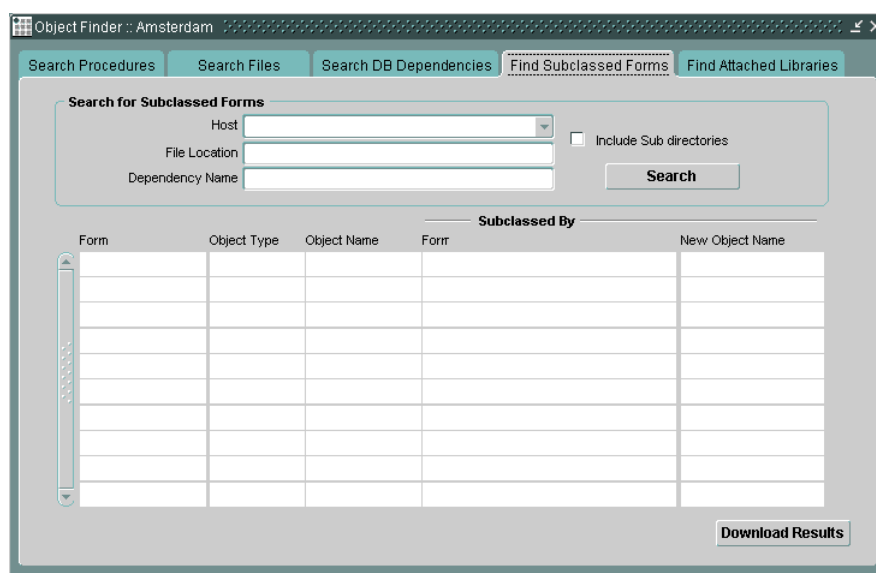 Object Finder :: Amsterdam
Search Procedures Search Files Search DB Dependencies Find Subclassed Forms Find Attached Libraries
Search for Subclassed Forms
Host
Include Sub directories
File Location
Dependency Name
Search
Subclassed By
Form Object Type Object Name Form New Object Name
Download Results